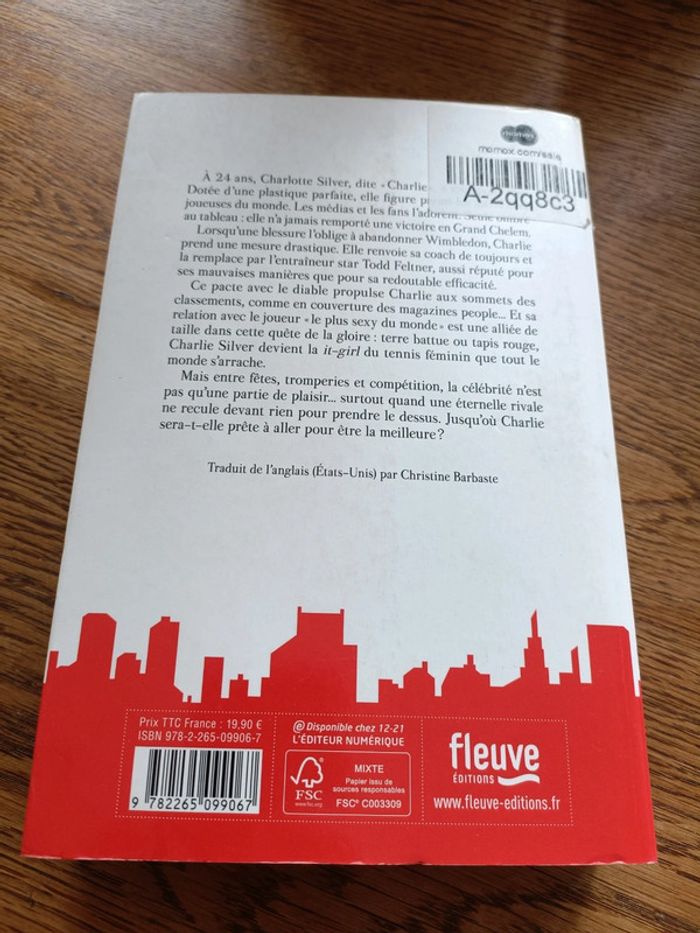 momox
momox.com/sala
A-2qq8c3
À 24 ans, Charlotte Silver, dite « Charlie
Dotée d'une plastique parfaite, elle figure
joueuses du monde. Les médias et les fans l'adorent. Seule ombre
au tableau : elle n'a jamais remporté une victoire en Grand Chelem.
Lorsqu'une blessure l'oblige à abandonner Wimbledon, Charlie
prend une mesure drastique. Elle renvoie sa coach de toujours et
la remplace par l'entraîneur star Todd Feltner, aussi réputé pour
ses mauvaises manières que pour sa redoutable efficacité.
Ce pacte avec le diable propulse Charlie aux sommets des
classements, comme en couverture des magazines people... Et sa
relation avec le joueur « le plus sexy du monde » est une alliée de
taille dans cette quête de la gloire : terre battue ou tapis rouge,
Charlie Silver devient la it-girl du tennis féminin que tout le
monde s'arrache.
Mais entre fêtes, tromperies et compétition, la célébrité n'est
pas qu'une partie de plaisir... surtout quand une éternelle rivale
ne recule devant rien pour prendre le dessus. Jusqu'où Charlie
sera-t-elle prête à aller pour être la meilleure ?
Traduit de l'anglais (États-Unis) par Christine Barbaste
Prix TTC France : 19,90 €
ISBN 978-2-265-09906-7
9 782265 099067
Disponible chez 12-21
L'ÉDITEUR NUMÉRIQUE
FSC
www.fsc.org
MIXTE
Papier issu de
sources responsables
FSC® C003309
fleuve
ÉDITIONS
www.fleuve-editions.fr